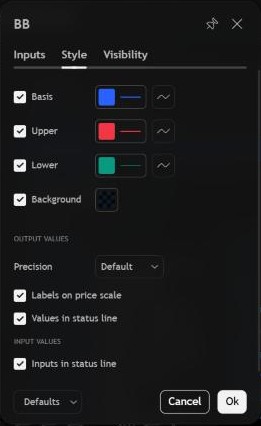 BB
Inputs Style Visibility
Basis
Upper
Lower
Background
OUTPUT VALUES
Precision Default
Labels on price scale
Values in status line
INPUT VALUES
Inputs in status line
Defaults Cancel Ok